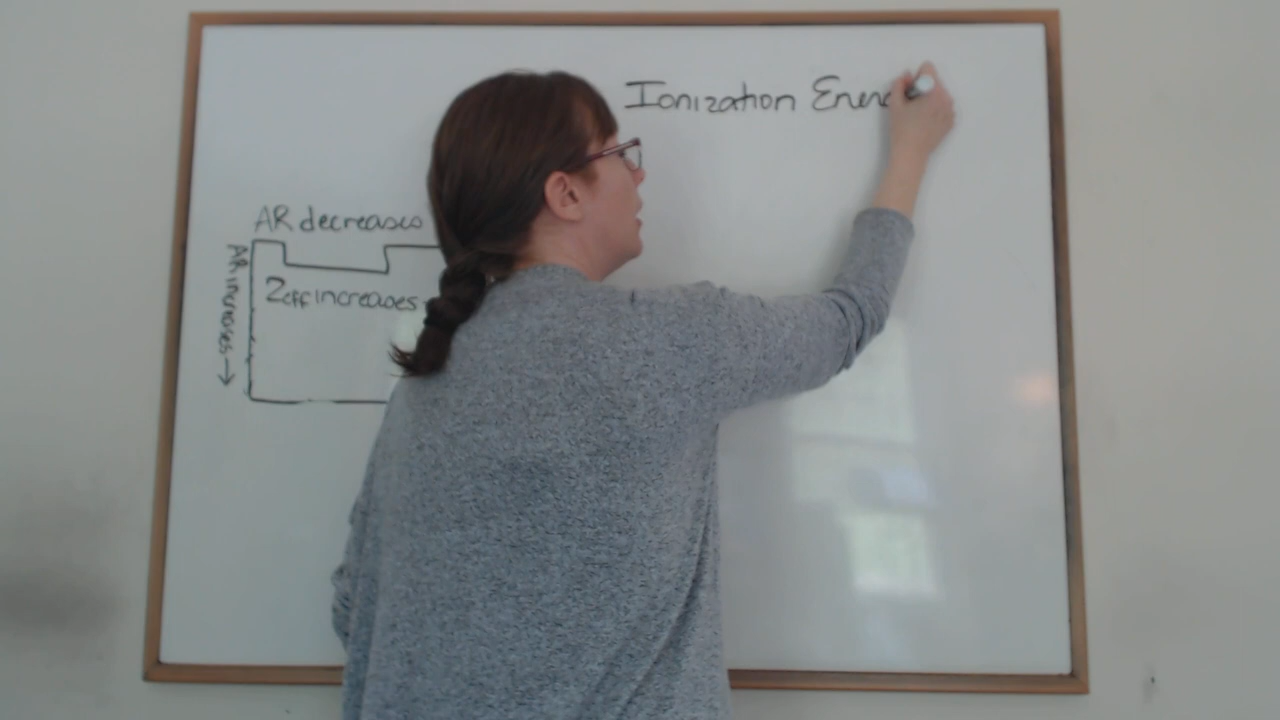 Ionization Ener
AR decreases
AR increases →
Zeff increases